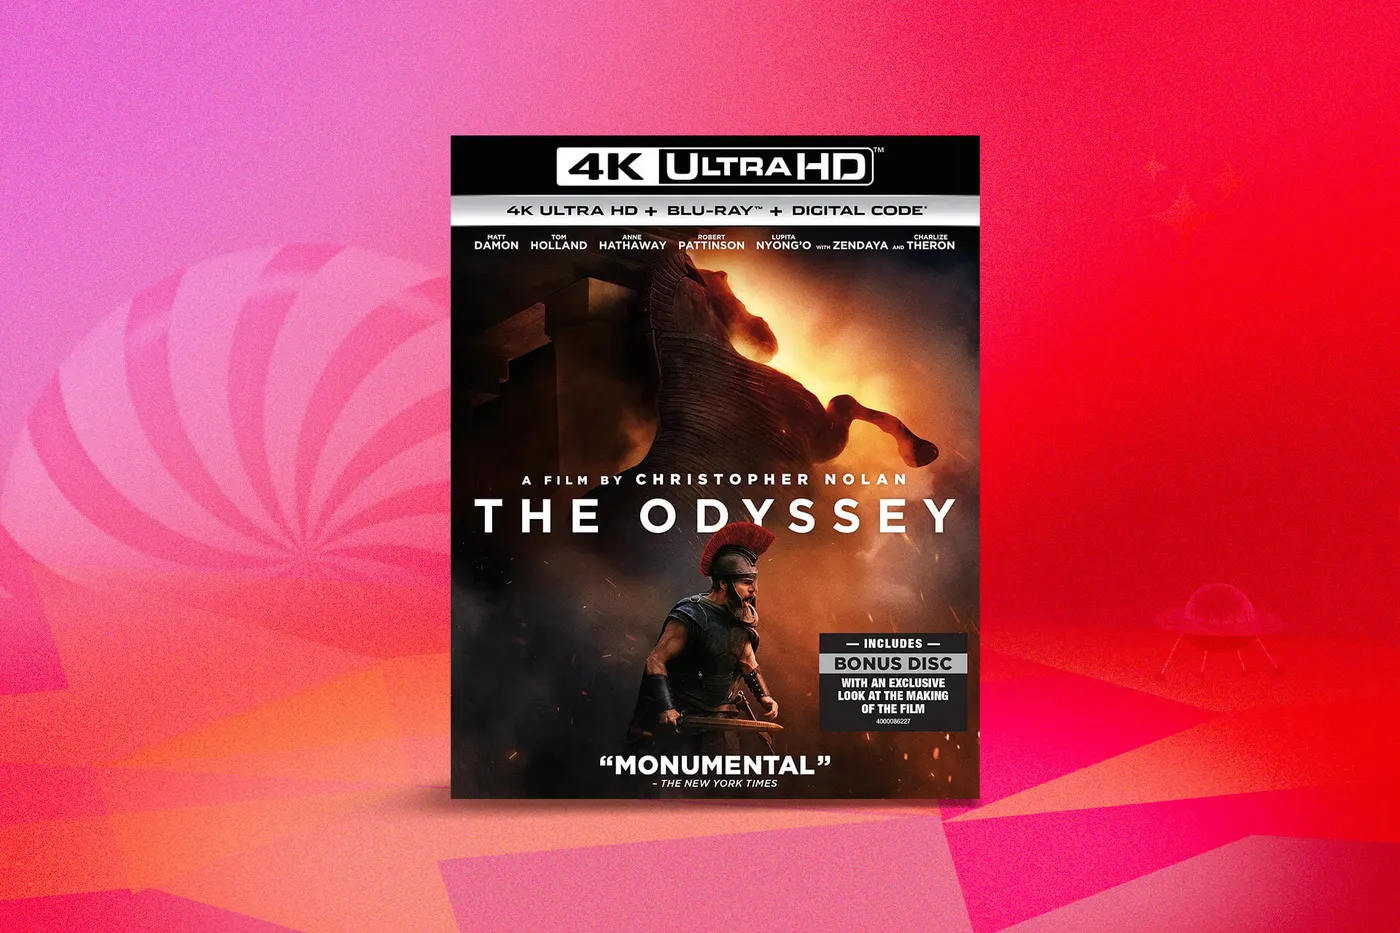 4K ULTRA HD™
4K ULTRA HD + BLU-RAY™ + DIGITAL CODE*
MATT DAMON TOM HOLLAND ANNE HATHAWAY ROBERT PATTINSON LUPITA NYONG'O WITH ZENDAYA AND CHARLIZE THERON
A FILM BY CHRISTOPHER NOLAN
THE ODYSSEY
— INCLUDES —
BONUS DISC
WITH AN EXCLUSIVE
LOOK AT THE MAKING
OF THE FILM
4000086227
“MONUMENTAL”
– THE NEW YORK TIMES